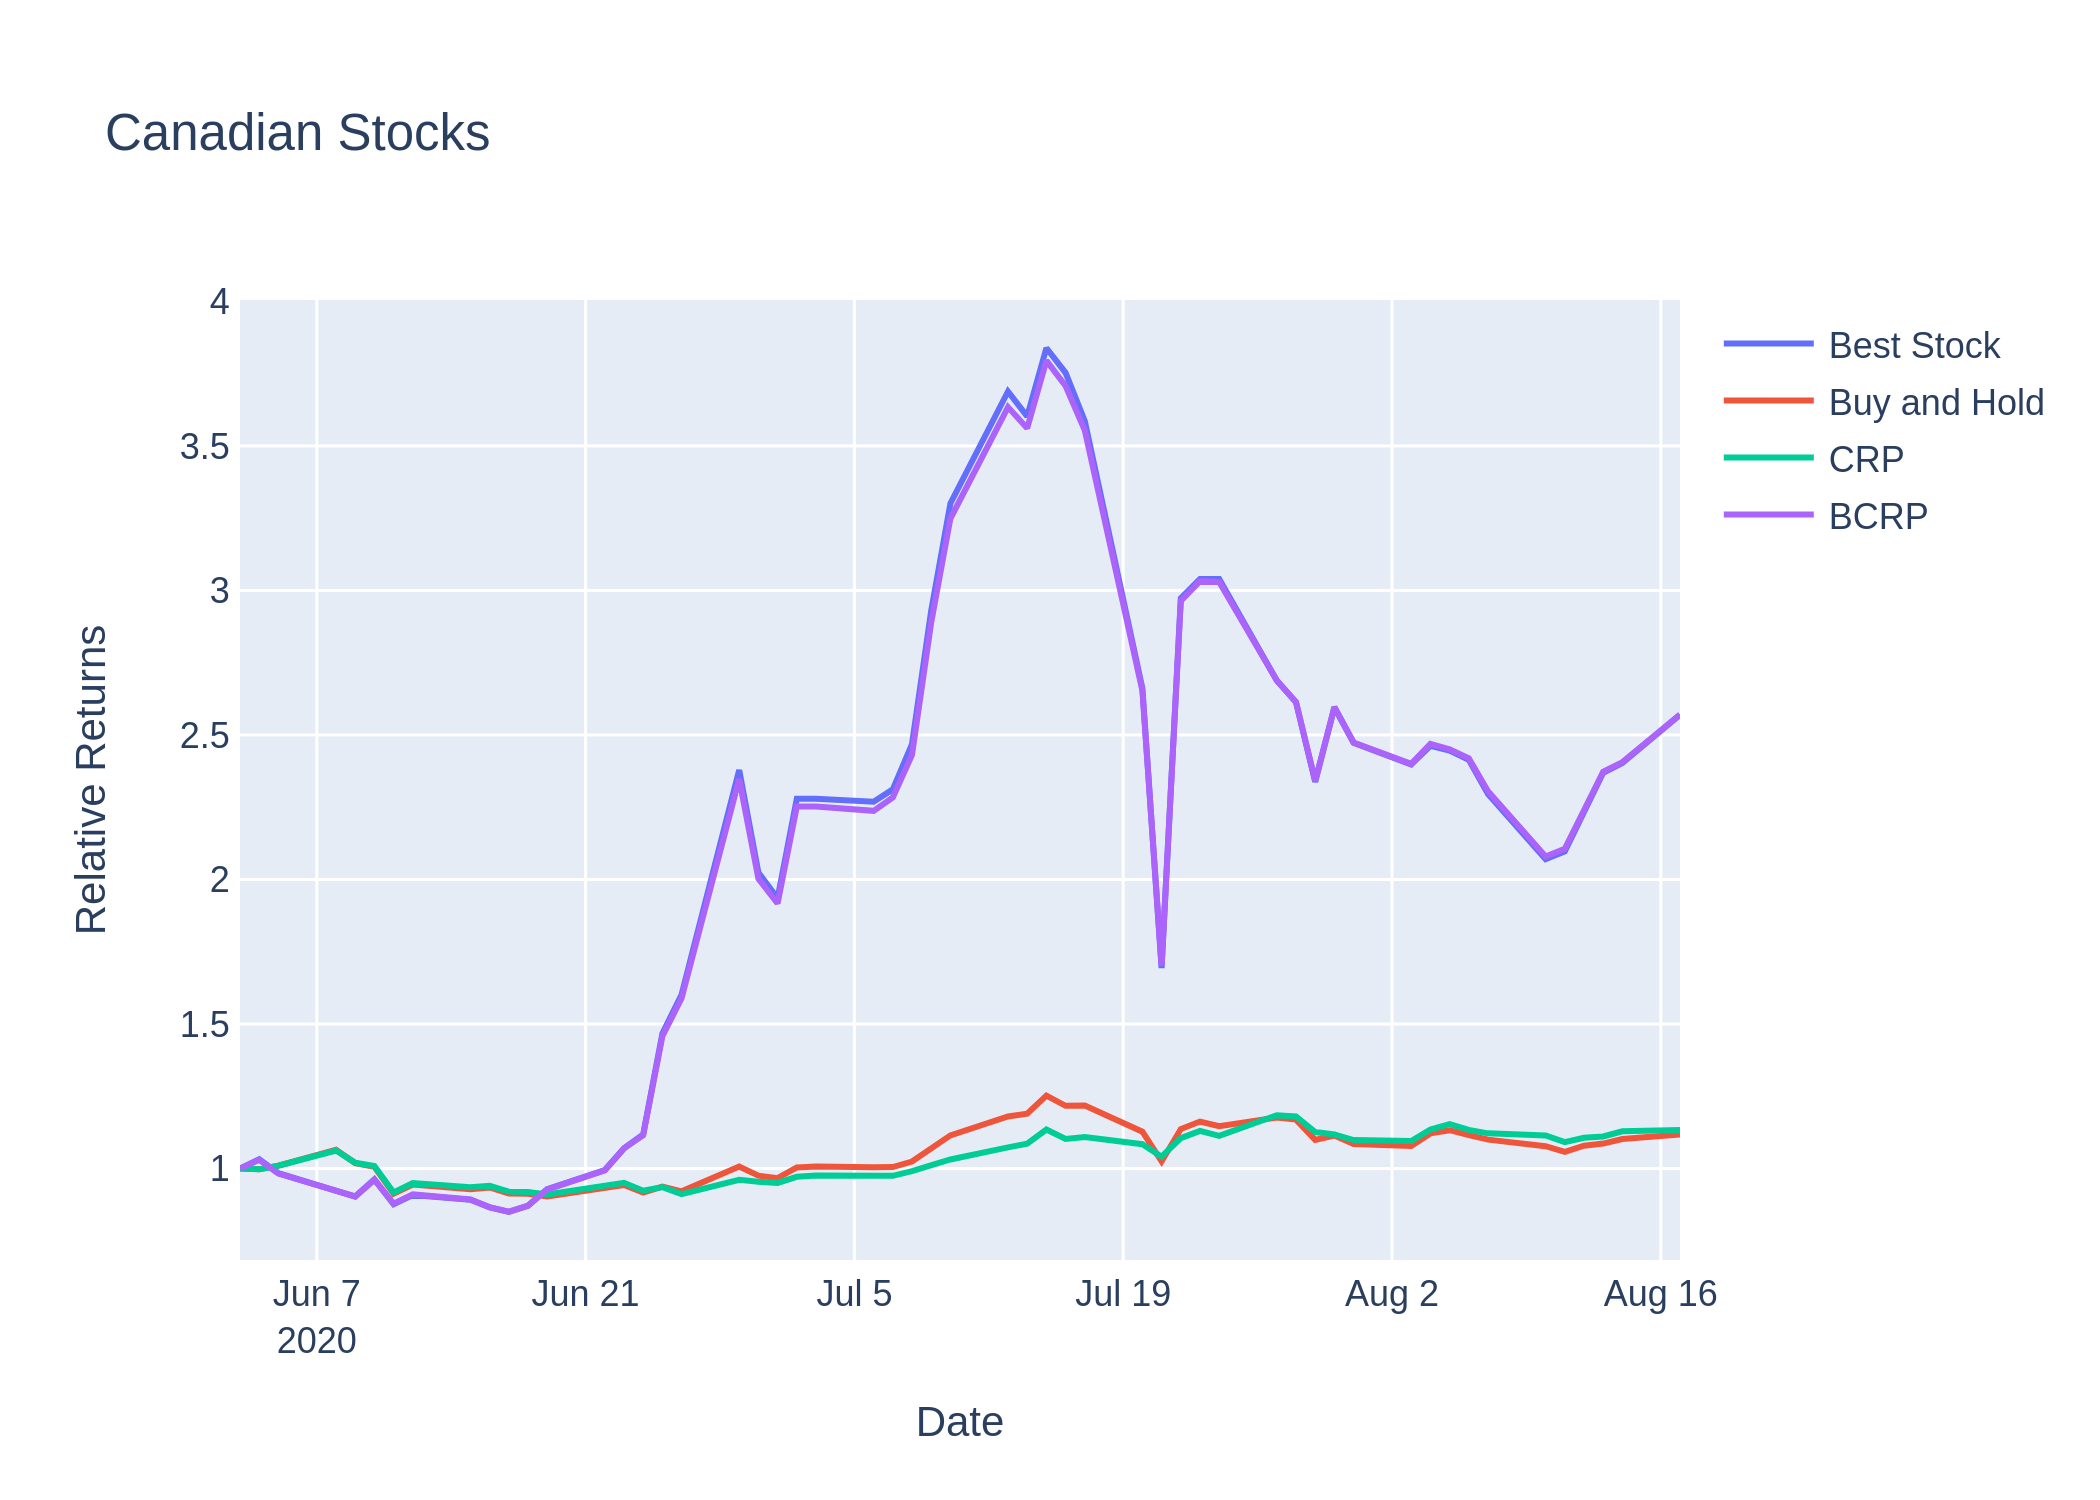 Canadian Stocks
4
3.5
3
2.5
2
1.5
1
Relative Returns
Jun 7
2020
Jun 21
Jul 5
Jul 19
Aug 2
Aug 16
Date
Best Stock
Buy and Hold
CRP
BCRP